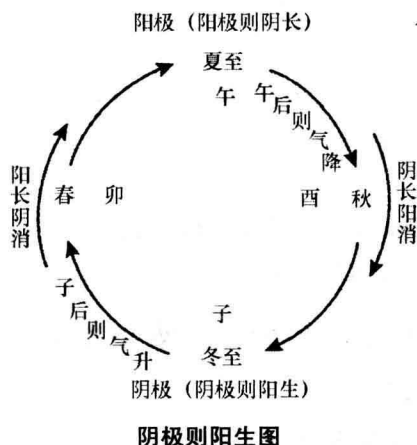 阳极（阳极则阴长）
夏至
午
午后则气降
阳长阴消
春
卯
酉
秋
阴长阳消
子后则气升
子
冬至
阴极（阴极则阳生）
阴极则阳生图